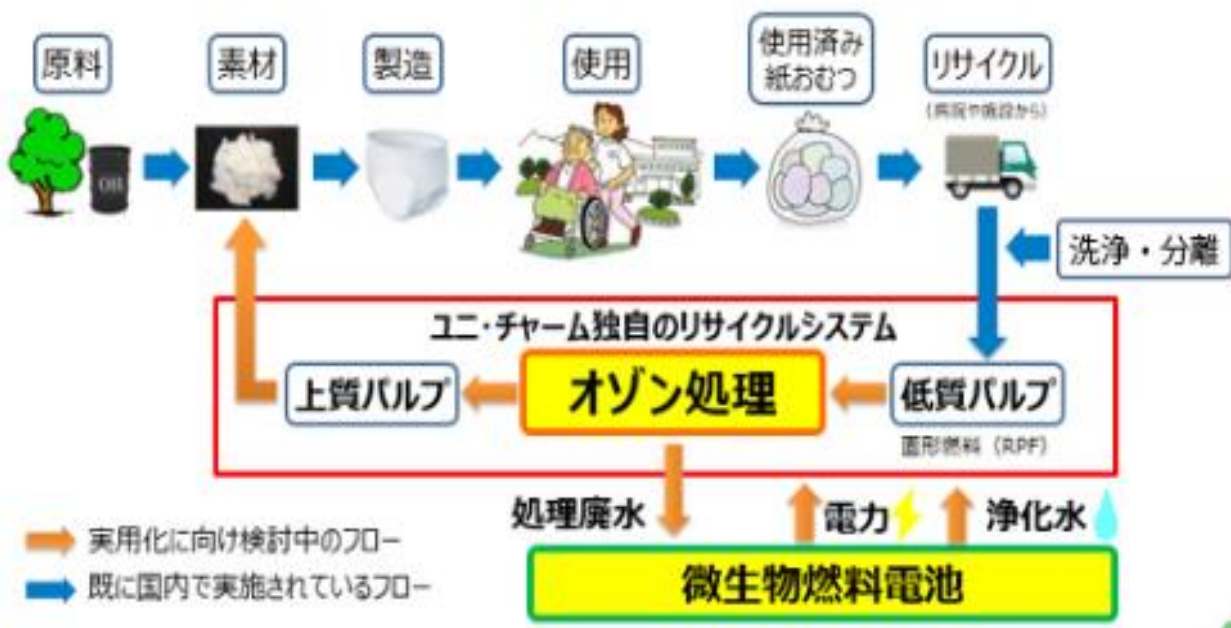 原料
素材
製造
使用
使用済み
紙おむつ
リサイクル
(病院や施設から)
OIL
洗浄・分離
ユニ・チャーム独自のリサイクルシステム
上質パルプ
オゾン処理
低質パルプ
固形燃料（RPF）
処理廃水
電力
浄化水
微生物燃料電池
実用化に向け検討中のフロー
既に国内で実施されているフロー